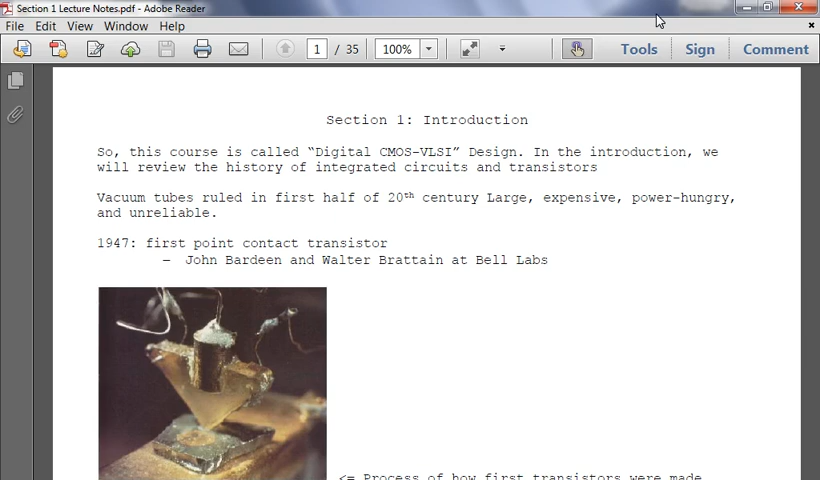 Section 1 Lecture Notes.pdf - Adobe Reader
File Edit View Window Help
1 / 35 100% Tools Sign Comment
Section 1: Introduction
So, this course is called “Digital CMOS-VLSI” Design. In the introduction, we
will review the history of integrated circuits and transistors
Vacuum tubes ruled in first half of 20th century Large, expensive, power-hungry,
and unreliable.
1947: first point contact transistor
– John Bardeen and Walter Brattain at Bell Labs
<= Process of how first transistors were made